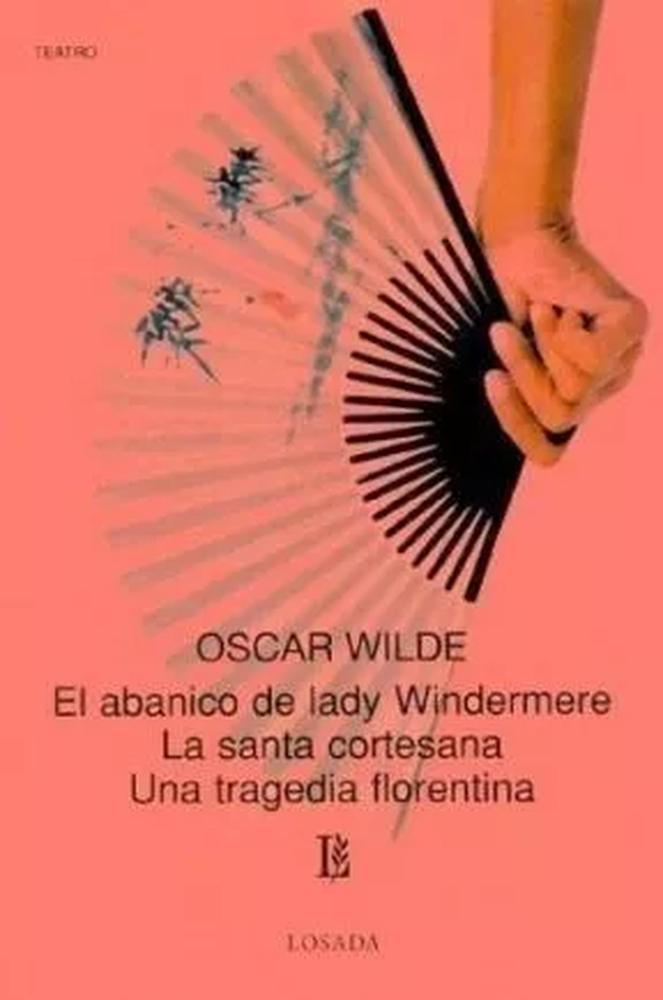 TEATRO
OSCAR WILDE
El abanico de lady Windermere
La santa cortesana
Una tragedia florentina
L
LOSADA